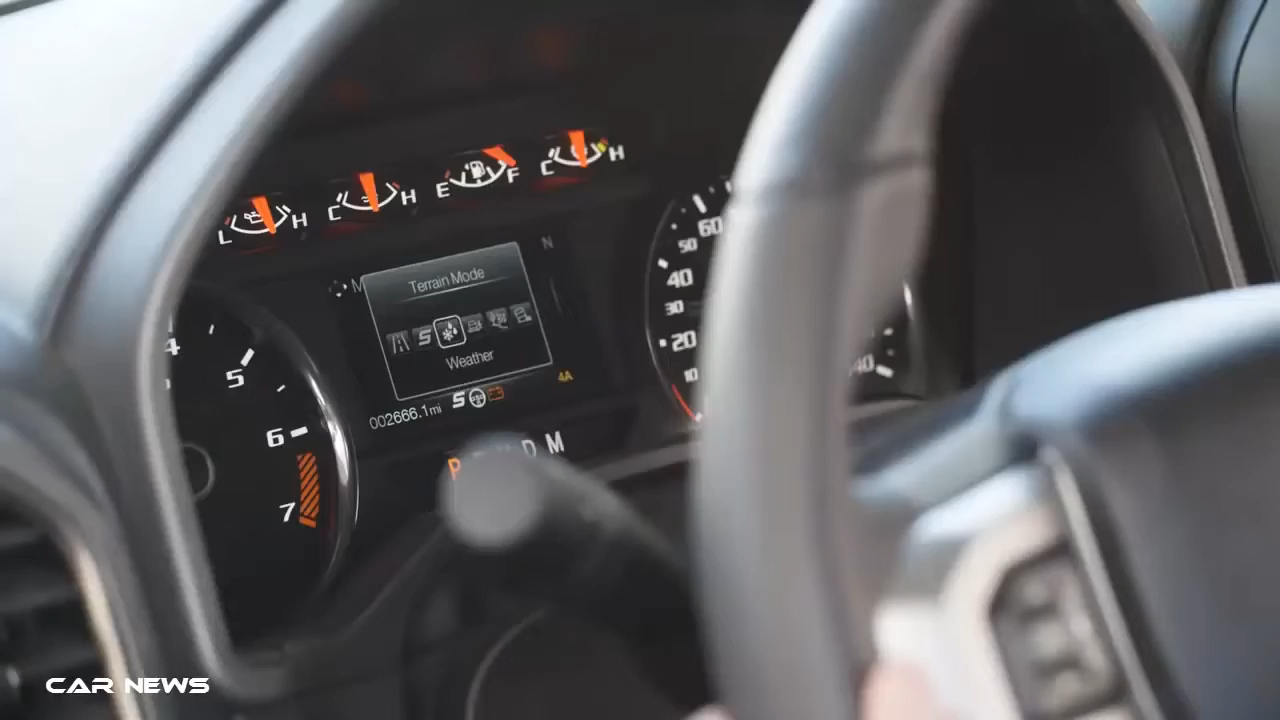 L H C H E F C H
Terrain Mode
Weather
N
M
4A
002666.1mi S
P D M
4
5
6
7
60
50
40
30
20
10
CAR NEWS